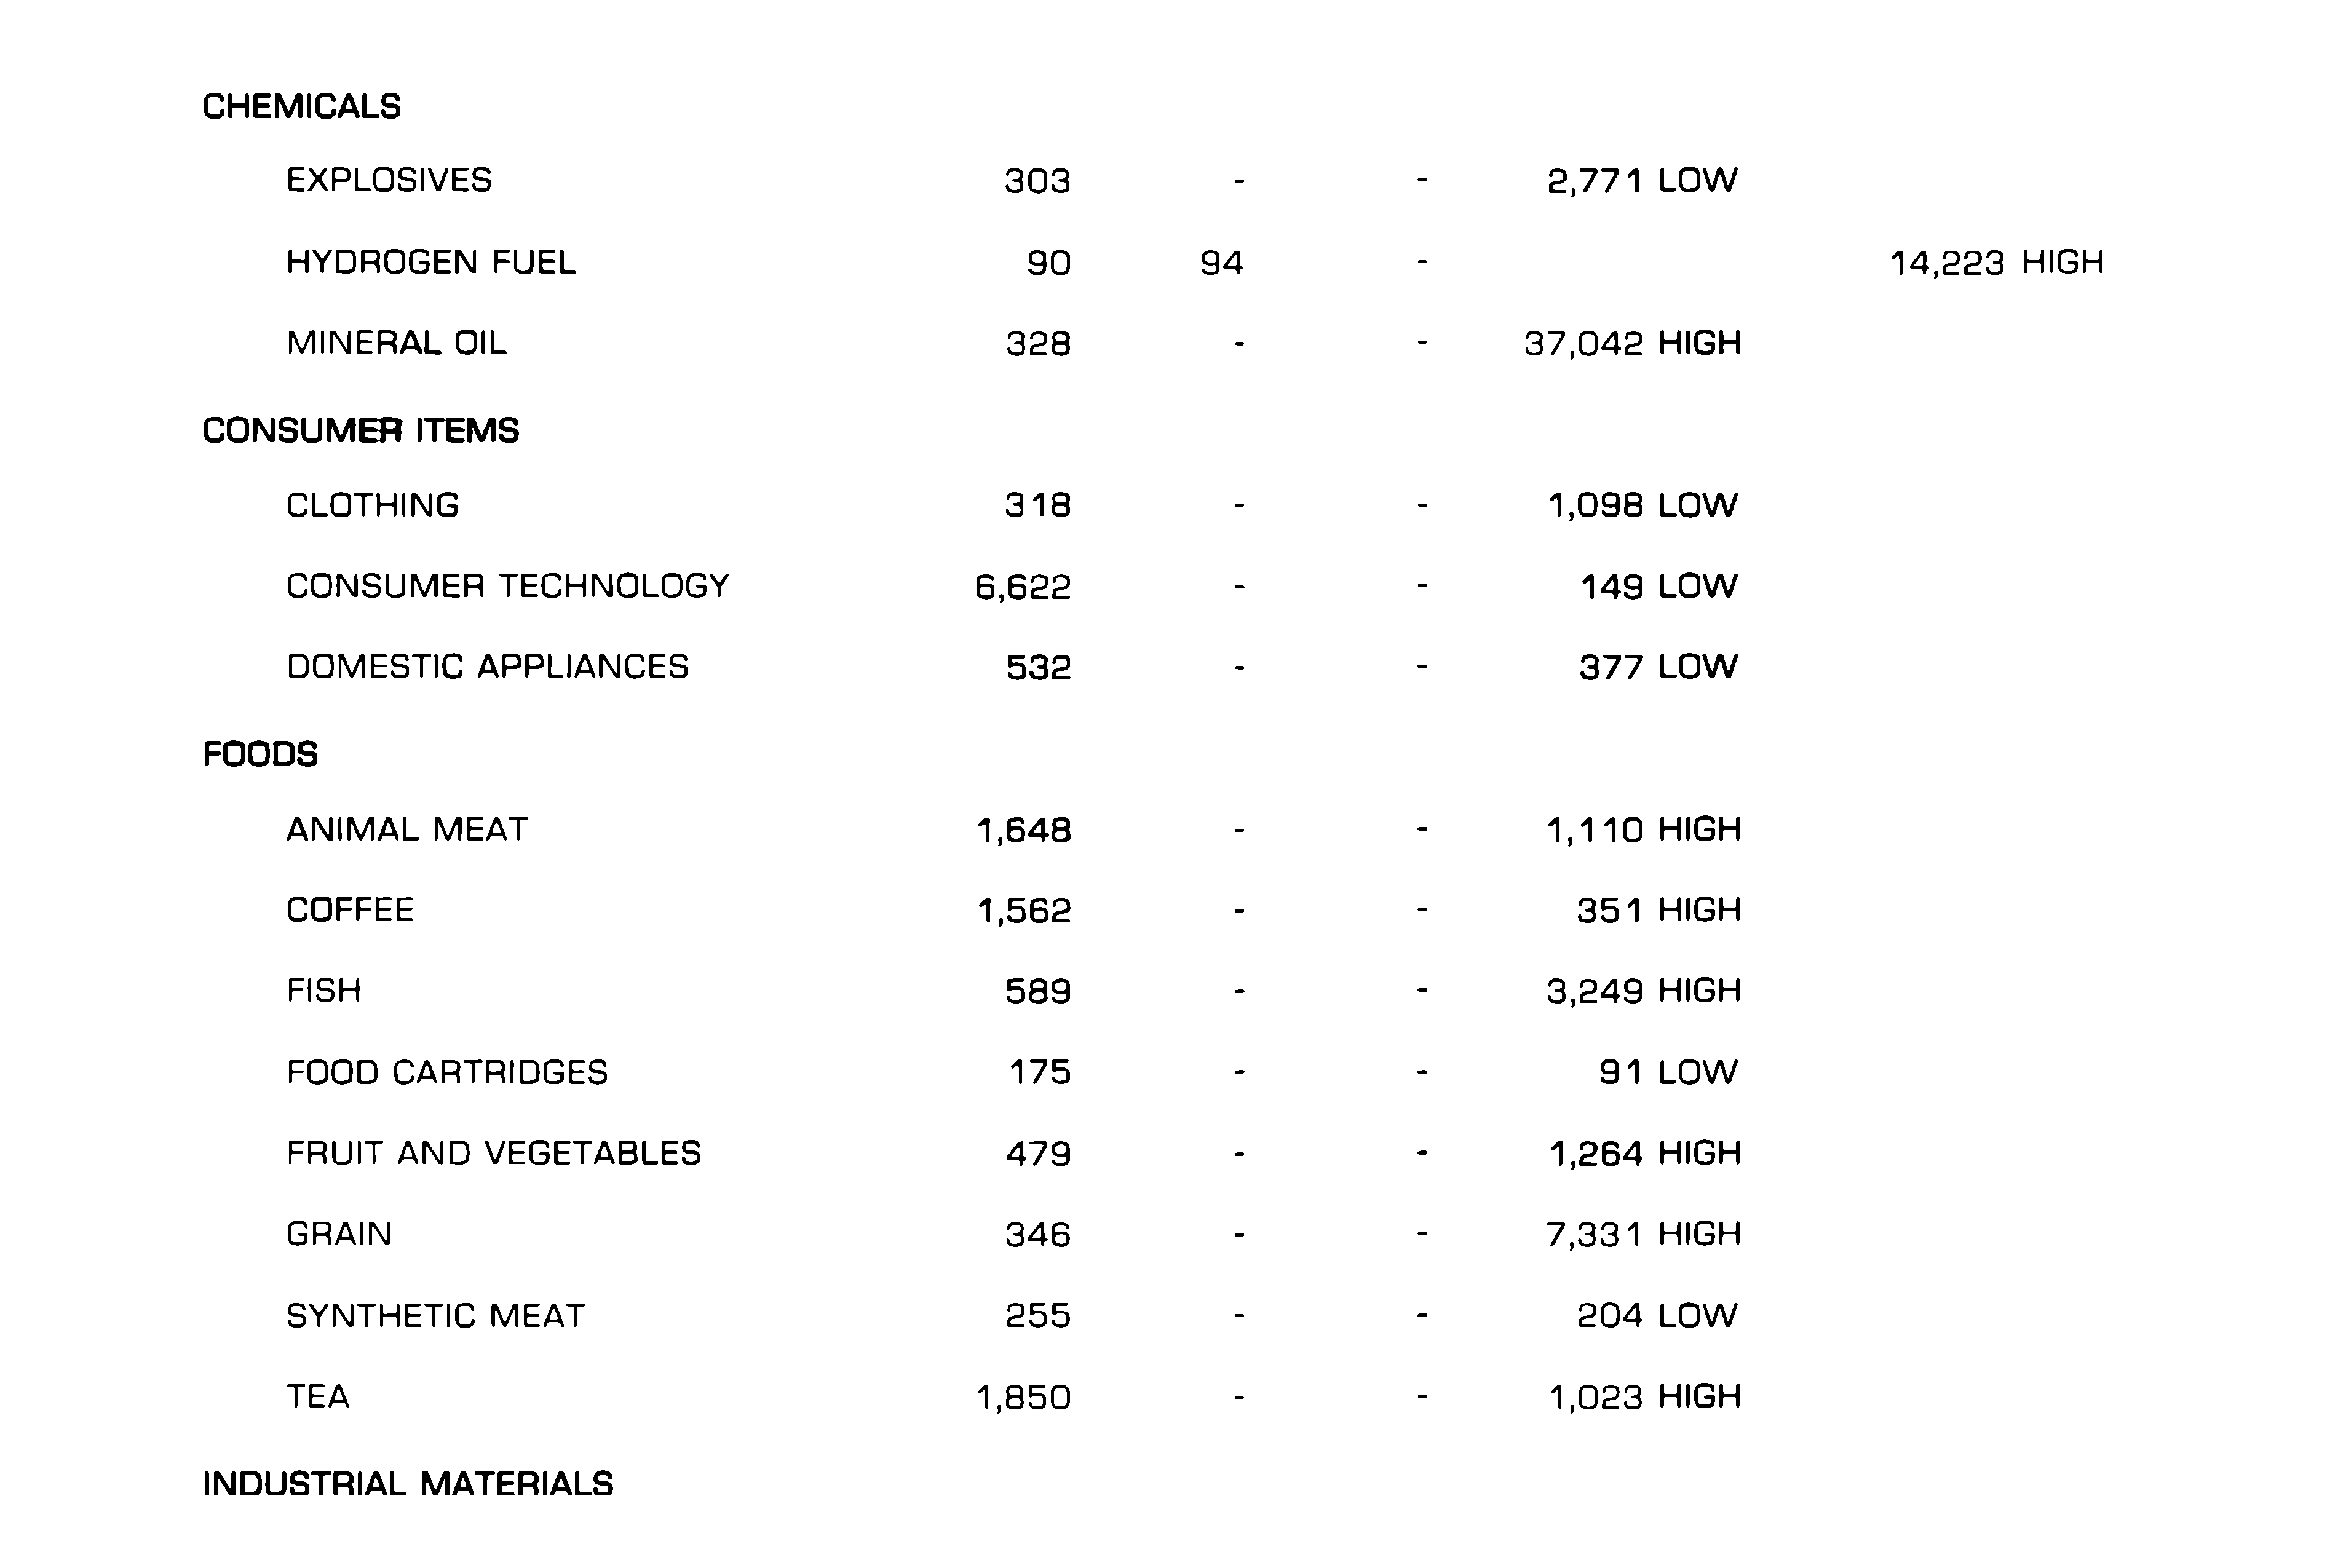 CHEMICALS
EXPLOSIVES 303 - - 2,771 LOW
HYDROGEN FUEL 90 94 - 14,223 HIGH
MINERAL OIL 328 - - 37,042 HIGH
CONSUMER ITEMS
CLOTHING 318 - - 1,098 LOW
CONSUMER TECHNOLOGY 6,622 - - 149 LOW
DOMESTIC APPLIANCES 532 - - 377 LOW
FOODS
ANIMAL MEAT 1,648 - - 1,110 HIGH
COFFEE 1,562 - - 351 HIGH
FISH 589 - - 3,249 HIGH
FOOD CARTRIDGES 175 - - 91 LOW
FRUIT AND VEGETABLES 479 - - 1,264 HIGH
GRAIN 346 - - 7,331 HIGH
SYNTHETIC MEAT 255 - - 204 LOW
TEA 1,850 - - 1,023 HIGH
INDUSTRIAL MATERIALS